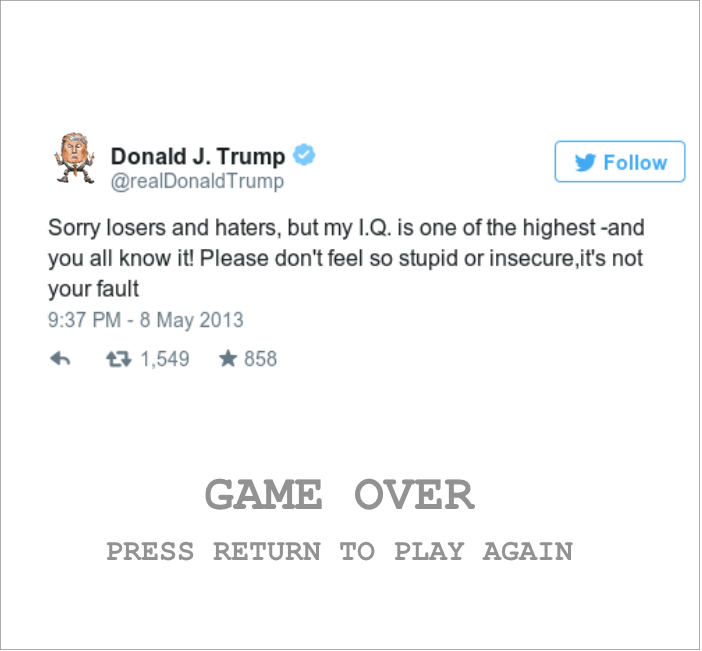 Donald J. Trump
Follow
@realDonaldTrump
Sorry losers and haters, but my I.Q. is one of the highest -and
you all know it! Please don't feel so stupid or insecure,it's not
your fault
9:37 PM - 8 May 2013
1,549 858
GAME OVER
PRESS RETURN TO PLAY AGAIN